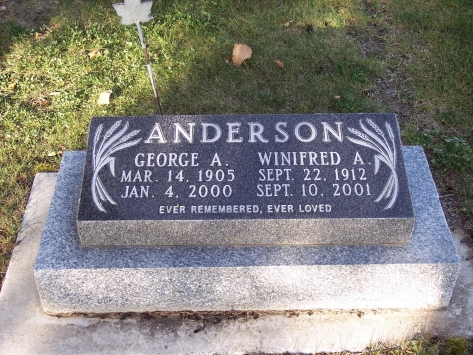 ANDERSON
GEORGE A. WINIFRED A.
MAR. 14, 1905 SEPT. 22, 1912
JAN. 4, 2000 SEPT. 10, 2001
EVER REMEMBERED, EVER LOVED